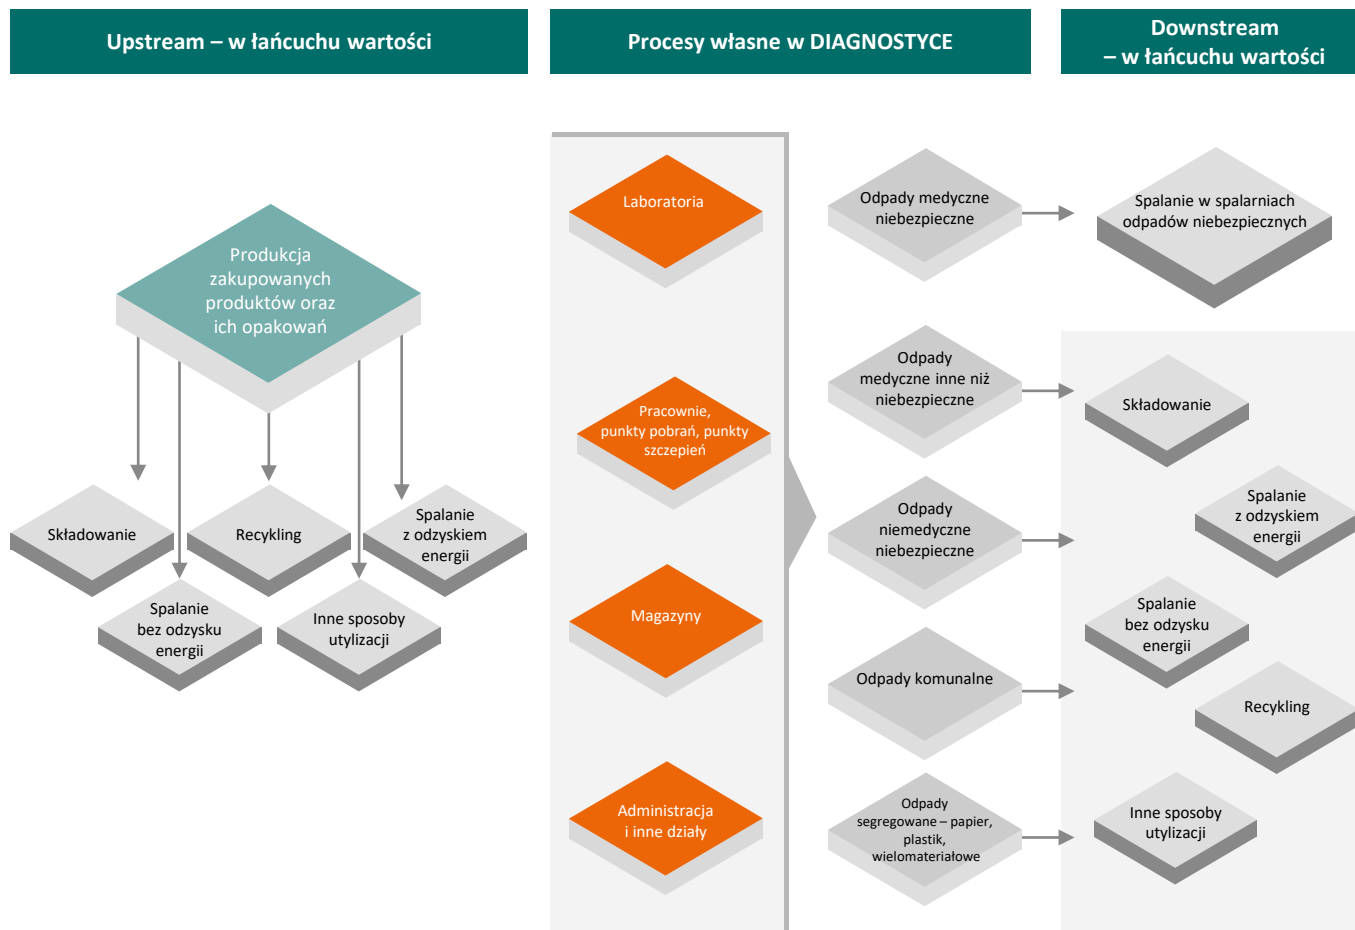 Upstream – w łańcuchu wartości
Procesy własne w DIAGNOSTYCE
Downstream
– w łańcuchu wartości
Produkcja
zakupowanych
produktów oraz
ich opakowań
Składowanie
Recykling
Spalanie
z odzyskiem
energii
Spalanie
bez odzysku
energii
Inne sposoby
utylizacji
Laboratoria
Pracownie,
punkty pobrań, punkty
szczepień
Magazyny
Administracja
i inne działy
Odpady medyczne
niebezpieczne
Odpady
medyczne inne niż
niebezpieczne
Odpady
niemedyczne
niebezpieczne
Odpady komunalne
Odpady
segregowane – papier,
plastik,
wielomateriałowe
Spalanie w spalarniach
odpadów niebezpiecznych
Składowanie
Spalanie
z odzyskiem
energii
Spalanie
bez odzysku
energii
Recykling
Inne sposoby
utylizacji